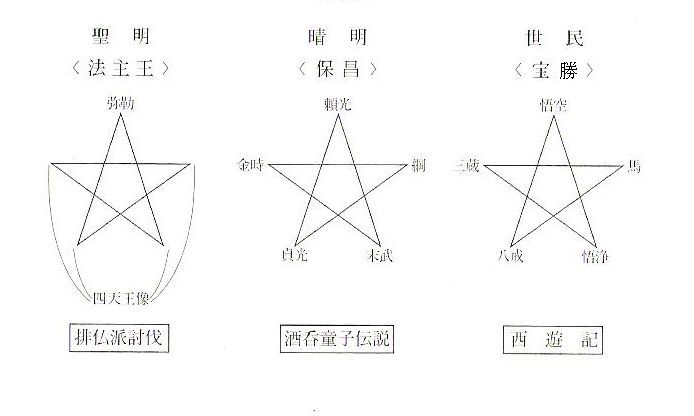 聖明
〈法主王〉
弥勒
四天王像
排仏派討伐
晴明
〈保昌〉
頼光
金時
綱
貞光
末武
酒呑童子伝説
世民
〈宝勝〉
悟空
三蔵
馬
八戒
悟浄
西遊記